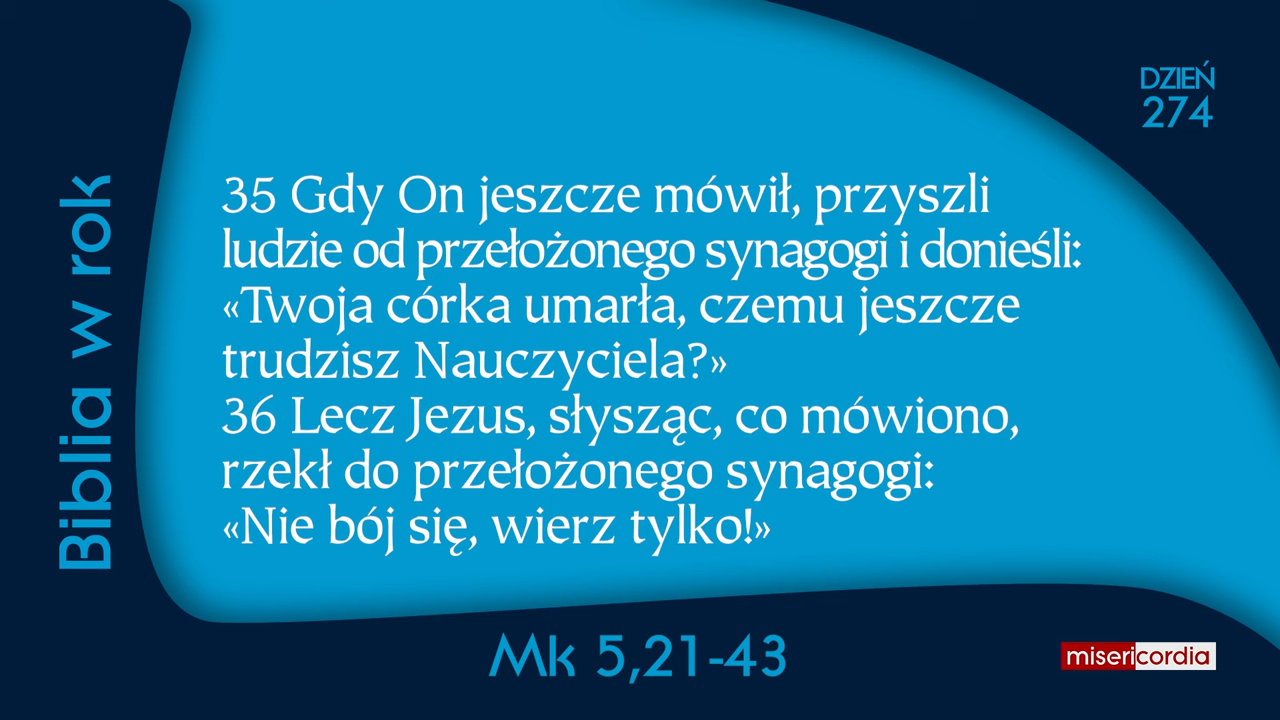 DZIEŃ
274
Biblia w rok
35 Gdy On jeszcze mówił, przyszli
ludzie od przełożonego synagogi i donieśli:
«Twoja córka umarła, czemu jeszcze
trudzisz Nauczyciela?»
36 Lecz Jezus, słysząc, co mówiono,
rzekł do przełożonego synagogi:
«Nie bój się, wierz tylko!»
Mk 5,21-43
misericordia